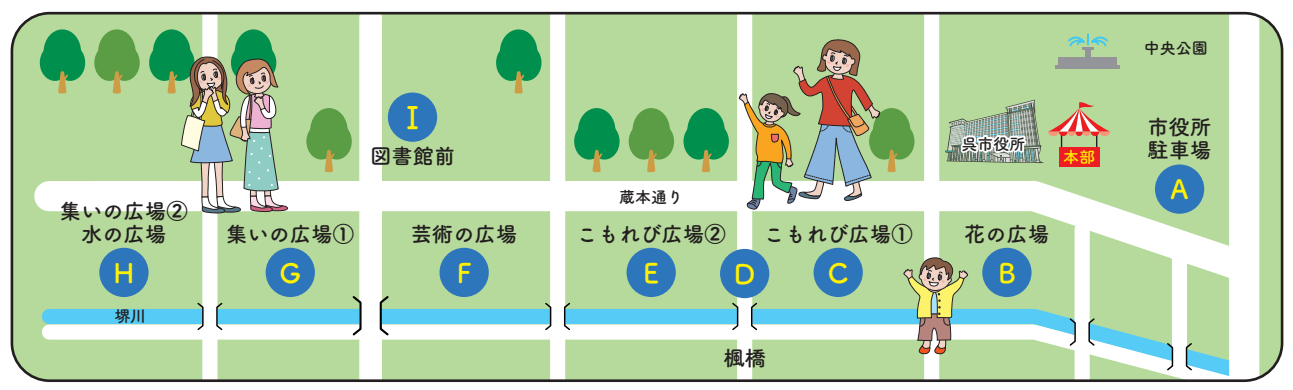 中央公園
市役所
駐車場
A
呉市役所
本部
I
図書館前
蔵本通り
集いの広場②
水の広場
H
集いの広場①
G
芸術の広場
F
こもれび広場②
E
D
こもれび広場①
C
花の広場
B
堺川
楓橋